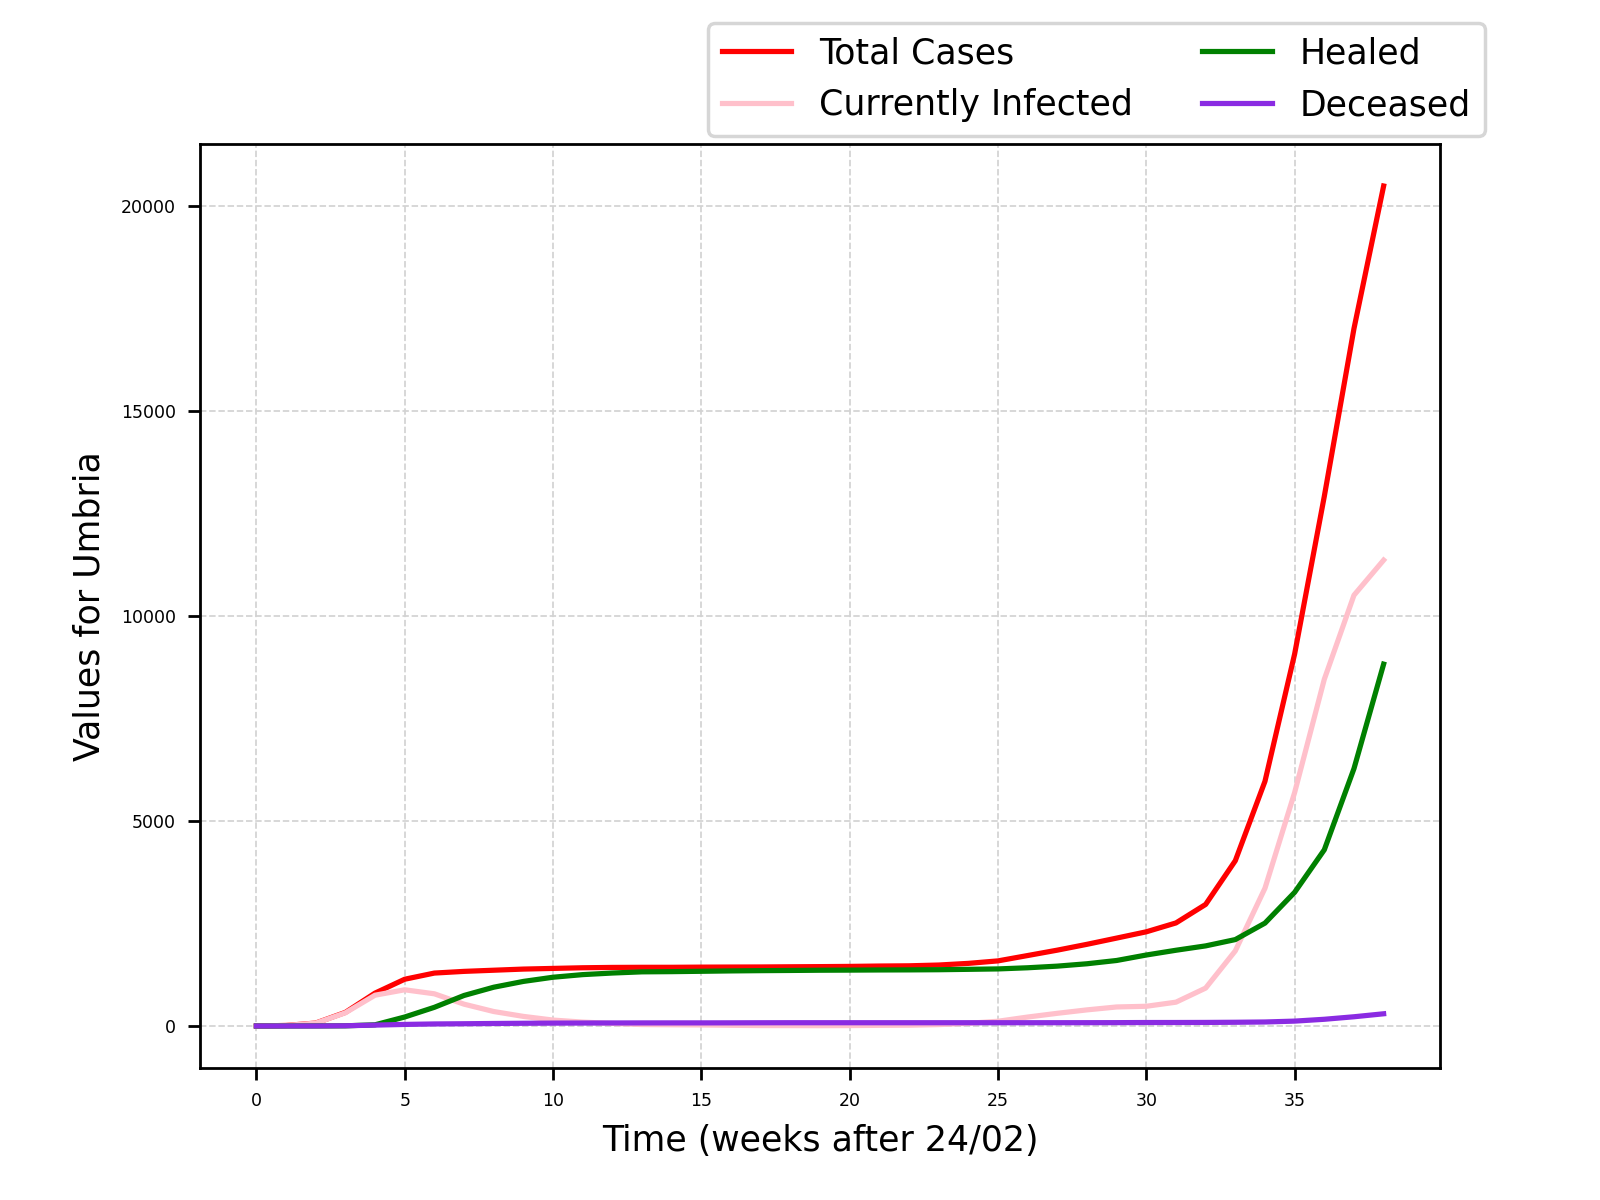 Total Cases
Currently Infected
Healed
Deceased
20000
15000
10000
5000
0
Values for Umbria
0 5 10 15 20 25 30 35
Time (weeks after 24/02)